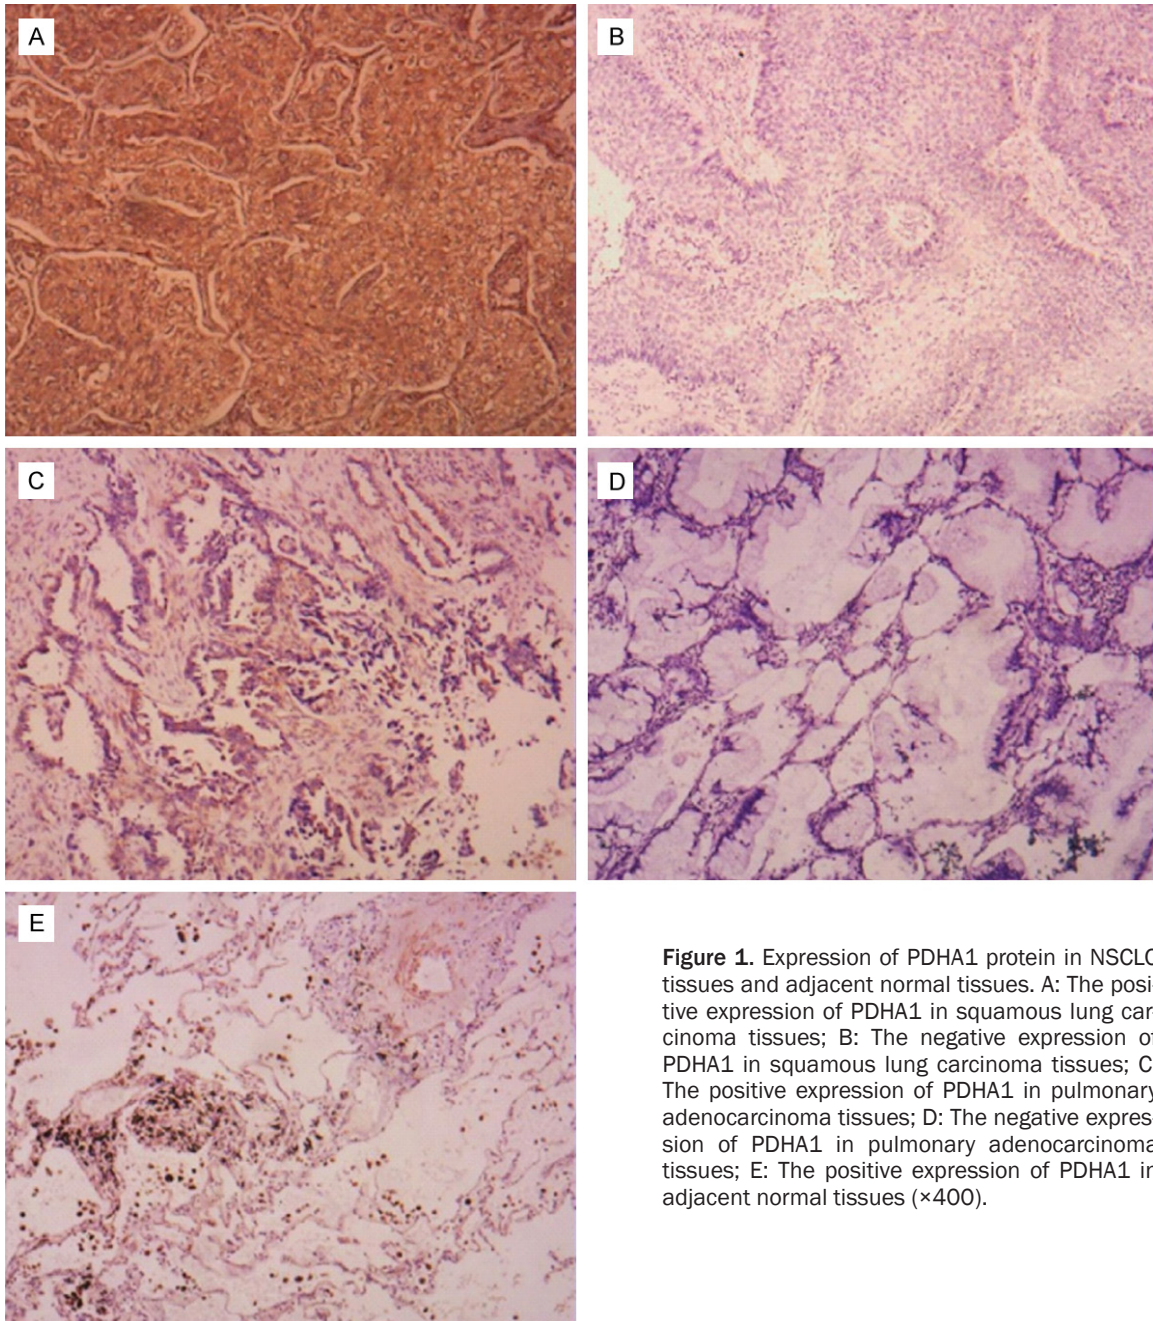 A
B
C
D
E
Figure 1. Expression of PDHA1 protein in NSCLC
tissues and adjacent normal tissues. A: The posi-
tive expression of PDHA1 in squamous lung car-
cinoma tissues; B: The negative expression of
PDHA1 in squamous lung carcinoma tissues; C:
The positive expression of PDHA1 in pulmonary
adenocarcinoma tissues; D: The negative expres-
sion of PDHA1 in pulmonary adenocarcinoma
tissues; E: The positive expression of PDHA1 in
adjacent normal tissues (×400).